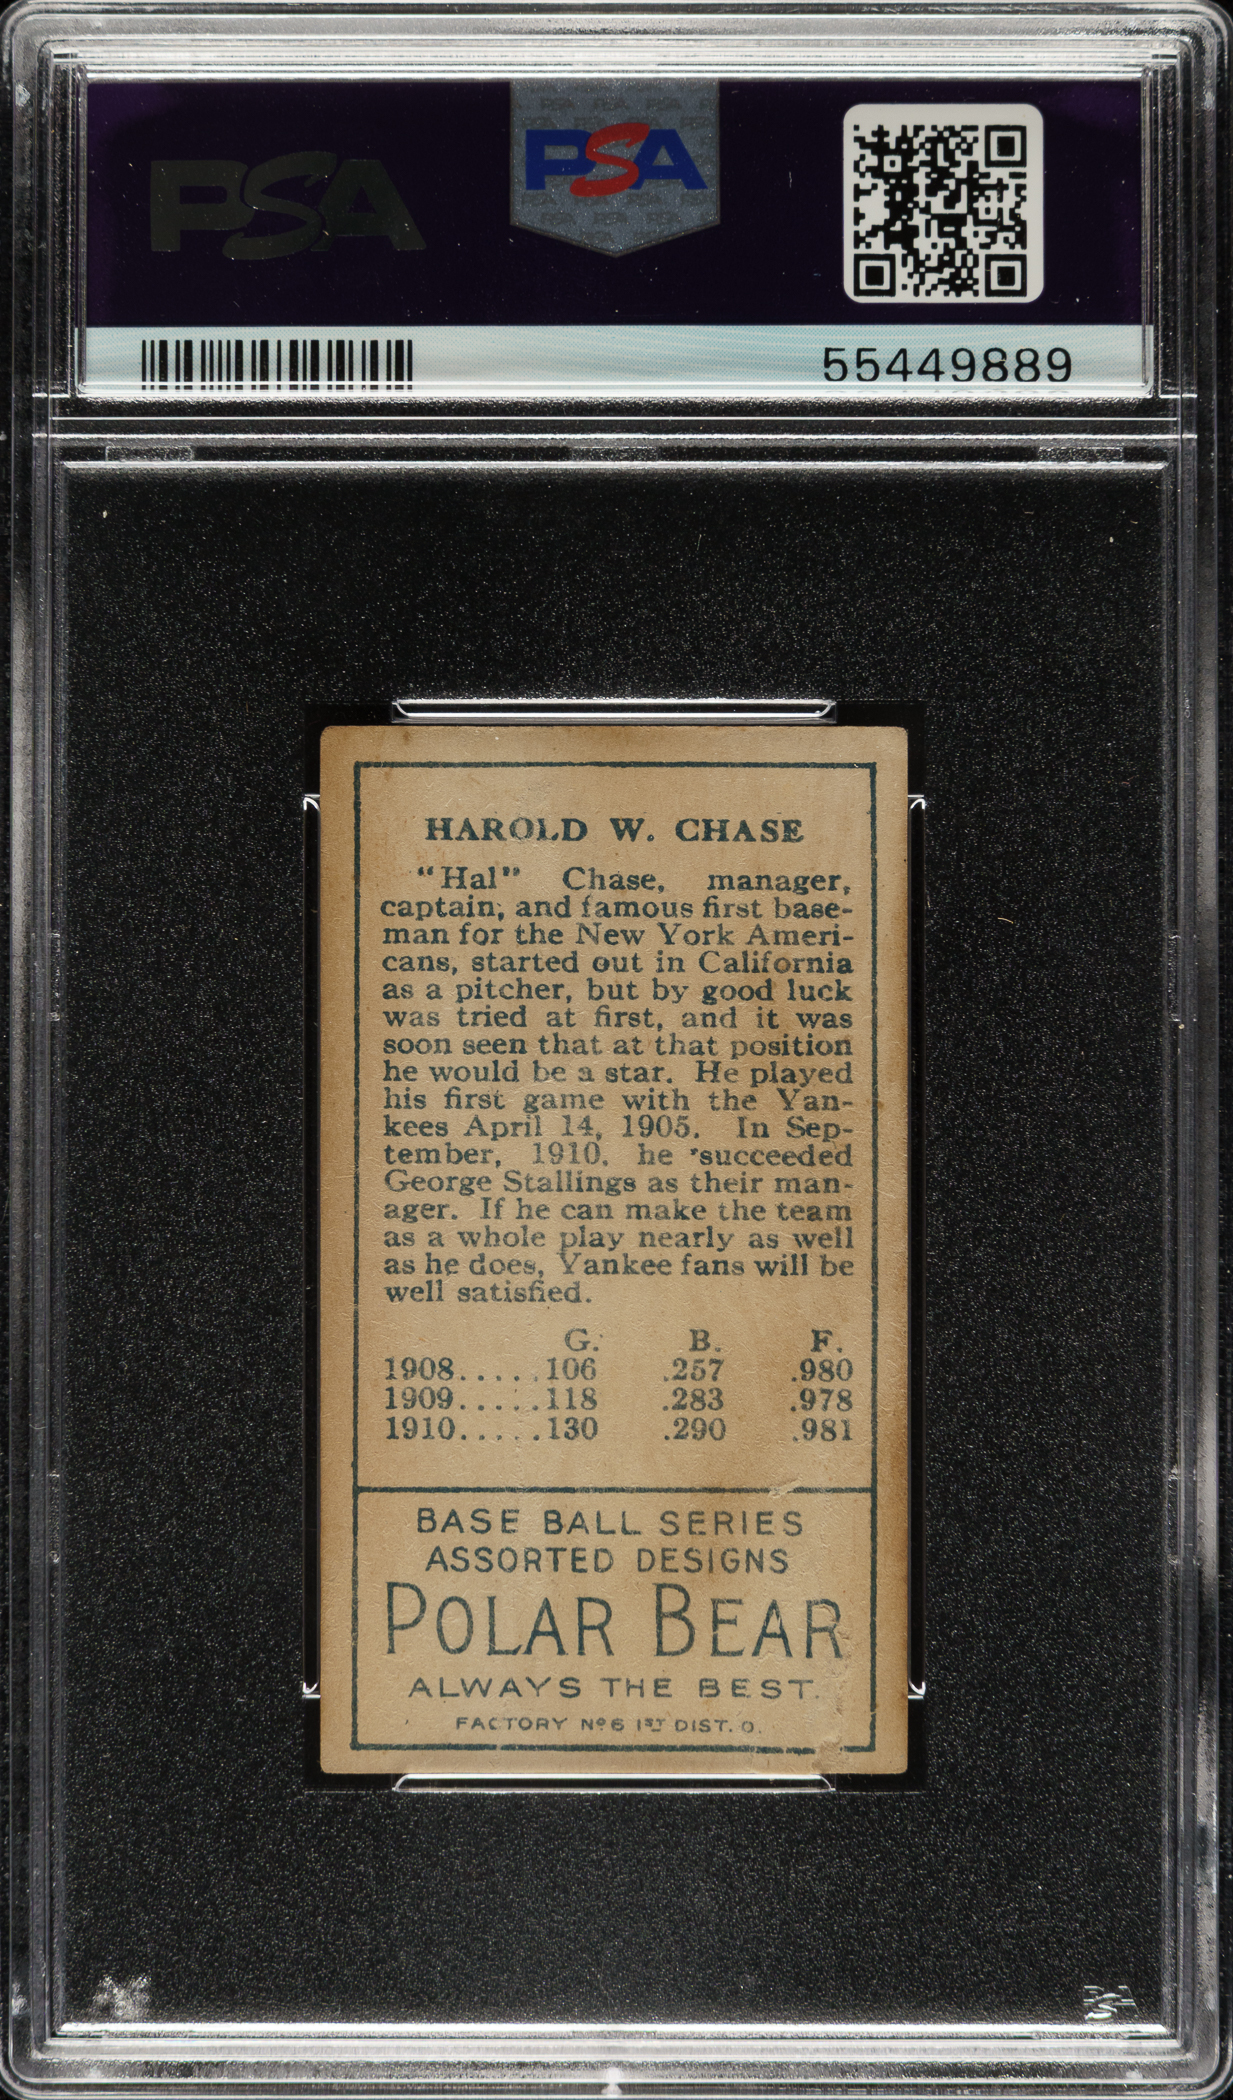 PSA
PSA
55449889
HAROLD W. CHASE
"Hal" Chase, manager,
captain, and famous first base-
man for the New York Ameri-
cans, started out in California
as a pitcher, but by good luck
was tried at first, and it was
soon seen that at that position
he would be a star. He played
his first game with the Yan-
kees April 14, 1905. In Sep-
tember, 1910, he succeeded
George Stallings as their man-
ager. If he can make the team
as a whole play nearly as well
as he does, Yankee fans will be
well satisfied.
G. B. F.
1908.....106 .257 .980
1909.....118 .283 .978
1910.....130 .290 .981
BASE BALL SERIES
ASSORTED DESIGNS
POLAR BEAR
ALWAYS THE BEST.
FACTORY Nº 6 1ST DIST. O.
PSA